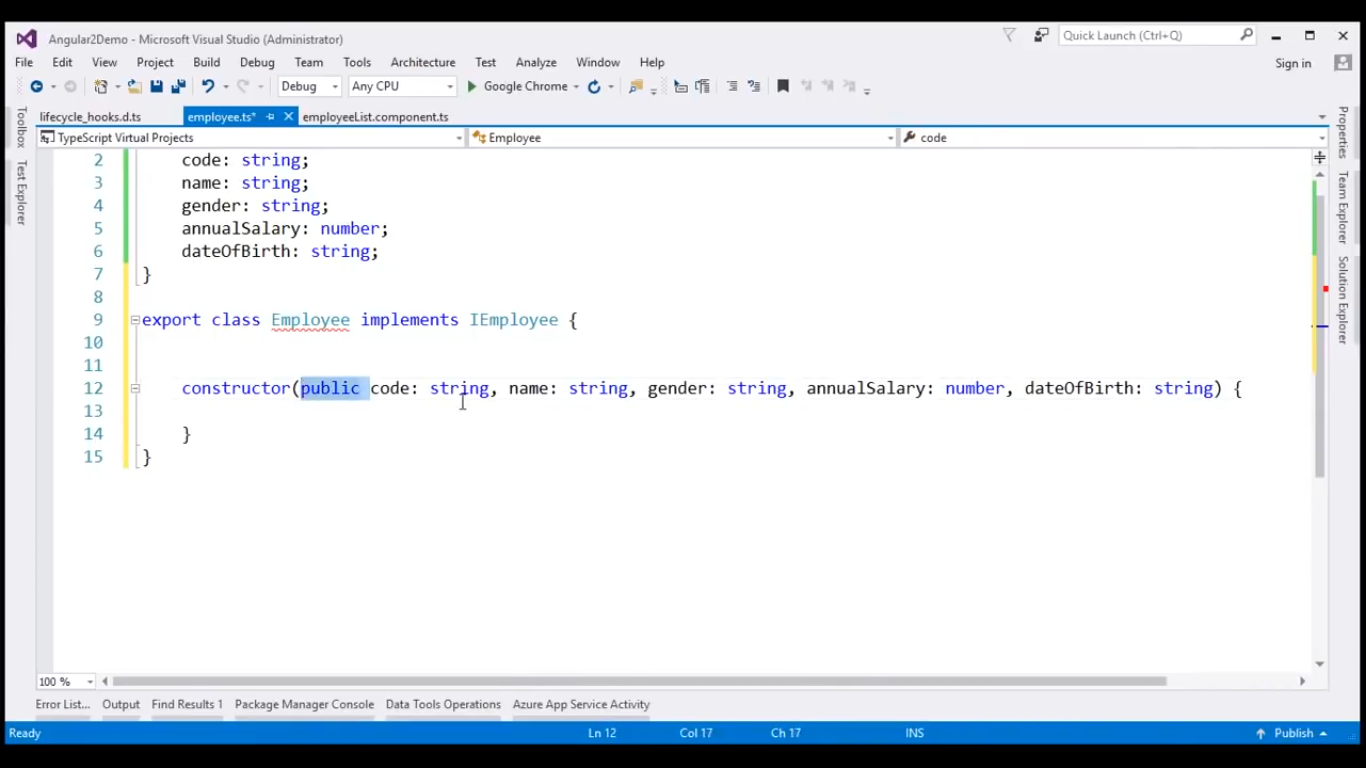 Angular2Demo - Microsoft Visual Studio (Administrator)
Quick Launch (Ctrl+Q)
File Edit View Project Build Debug Team Tools Architecture Test Analyze Window Help
Sign in
Debug Any CPU Google Chrome
lifecycle_hooks.d.ts employee.ts* employeeList.component.ts
TypeScript Virtual Projects Employee code
Toolbox
Test Explorer
Properties
Team Explorer
Solution Explorer
2 code: string;
3 name: string;
4 gender: string;
5 annualSalary: number;
6 dateOfBirth: string;
7 }
8
9 export class Employee implements IEmployee {
10
11
12 constructor(public code: string, name: string, gender: string, annualSalary: number, dateOfBirth: string) {
13
14 }
15 }
100 %
Error List... Output Find Results 1 Package Manager Console Data Tools Operations Azure App Service Activity
Ready Ln 12 Col 17 Ch 17 INS Publish